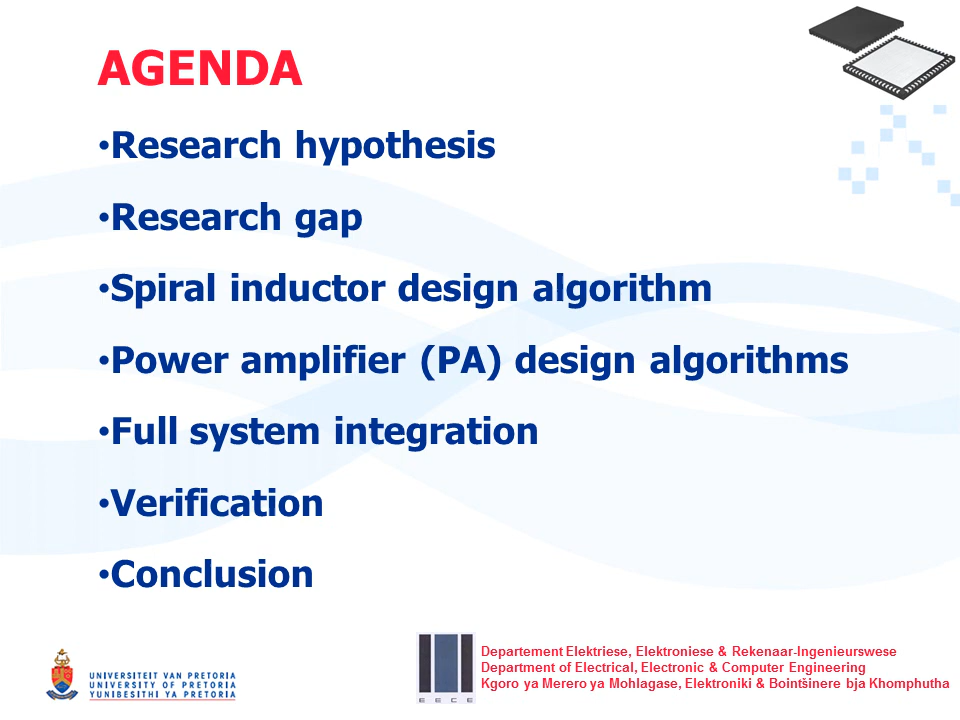 AGENDA
•Research hypothesis
•Research gap
•Spiral inductor design algorithm
•Power amplifier (PA) design algorithms
•Full system integration
•Verification
•Conclusion
UNIVERSITEIT VAN PRETORIA
UNIVERSITY OF PRETORIA
YUNIBESITHI YA PRETORIA
E E C E
Departement Elektriese, Elektroniese & Rekenaar-Ingenieurswese
Department of Electrical, Electronic & Computer Engineering
Kgoro ya Merero ya Mohlagase, Elektroniki & Bointšinere bja Khomphutha